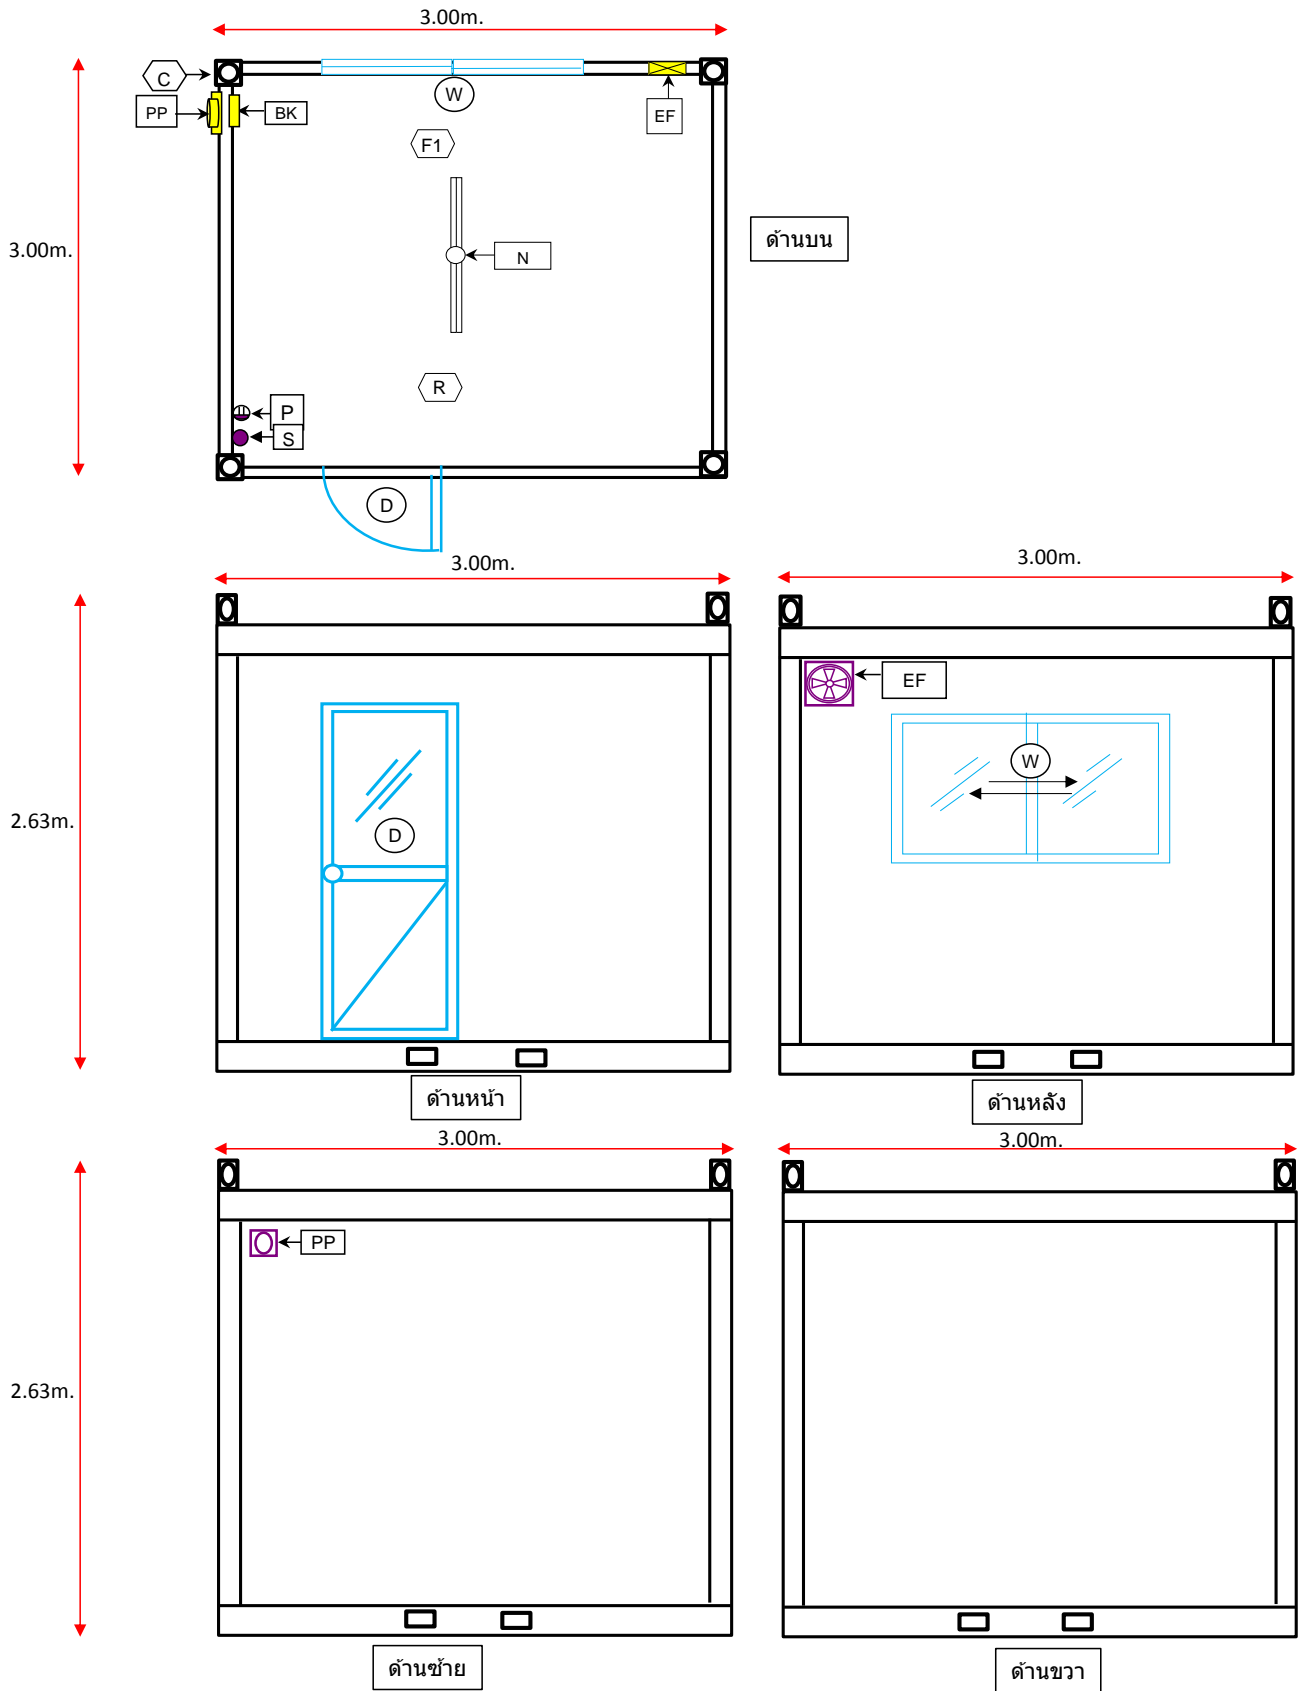 3.00m.
C
PP
BK
W
EF
F1
3.00m.
ด้านบน
N
R
P
S
D
3.00m.
3.00m.
EF
W
2.63m.
D
ด้านหน้า
ด้านหลัง
3.00m.
3.00m.
PP
2.63m.
ด้านซ้าย
ด้านขวา